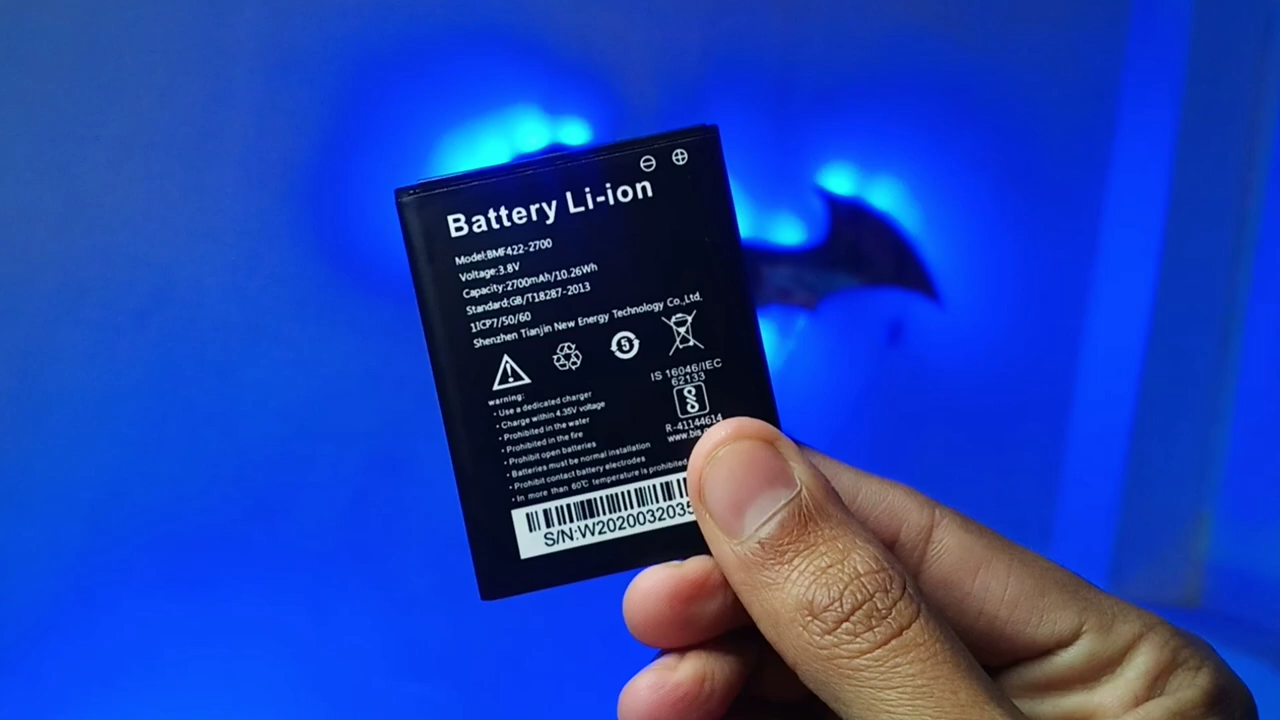 Battery Li-ion
Model:BMF422-2700
Voltage:3.8V
Capacity:2700mAh/10.26Wh
Standard:GB/T18287-2013
1ICP7/50/60
Shenzhen Tianjin New Energy Technology Co.,Ltd.
5
IS 16046/IEC
62133
R-41144614
www.bis.
warning:
· Use a dedicated charger
· Charge within 4.35V voltage
· Prohibited in the water
· Prohibited in the fire
· Prohibit open batteries
· Batteries must be normal installation
· Prohibit contact battery electrodes
· In more than 60℃ temperature is prohibited
S/N:W2020032035